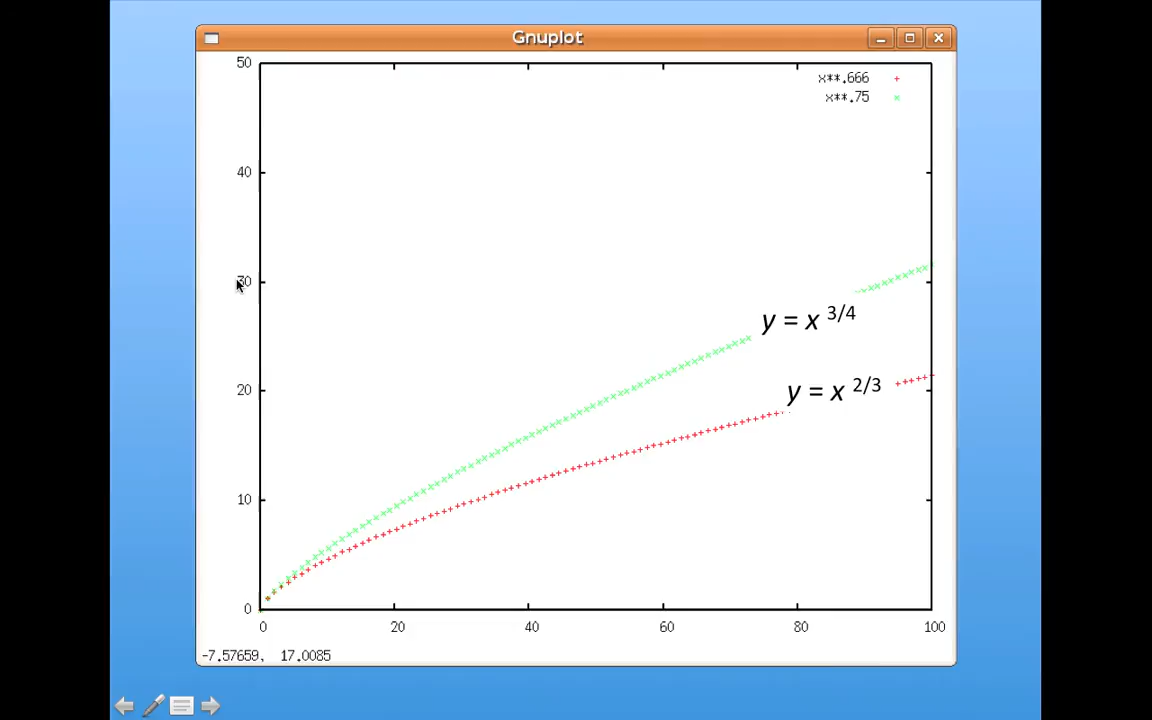 Gnuplot
50
x**.666
x**.75
40
30
y = x 3/4
20
y = x 2/3
10
0
0 20 40 60 80 100
-7.57659, 17.0085